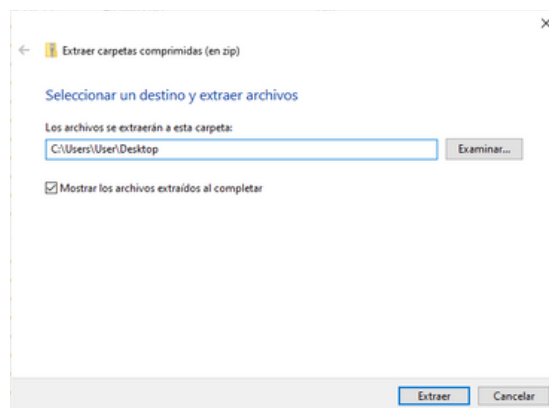 Extraer carpetas comprimidas (en zip)
Seleccionar un destino y extraer archivos
Los archivos se extraerán a esta carpeta:
C:\Users\User\Desktop
Examinar...
Mostrar los archivos extraídos al completar
Extraer
Cancelar